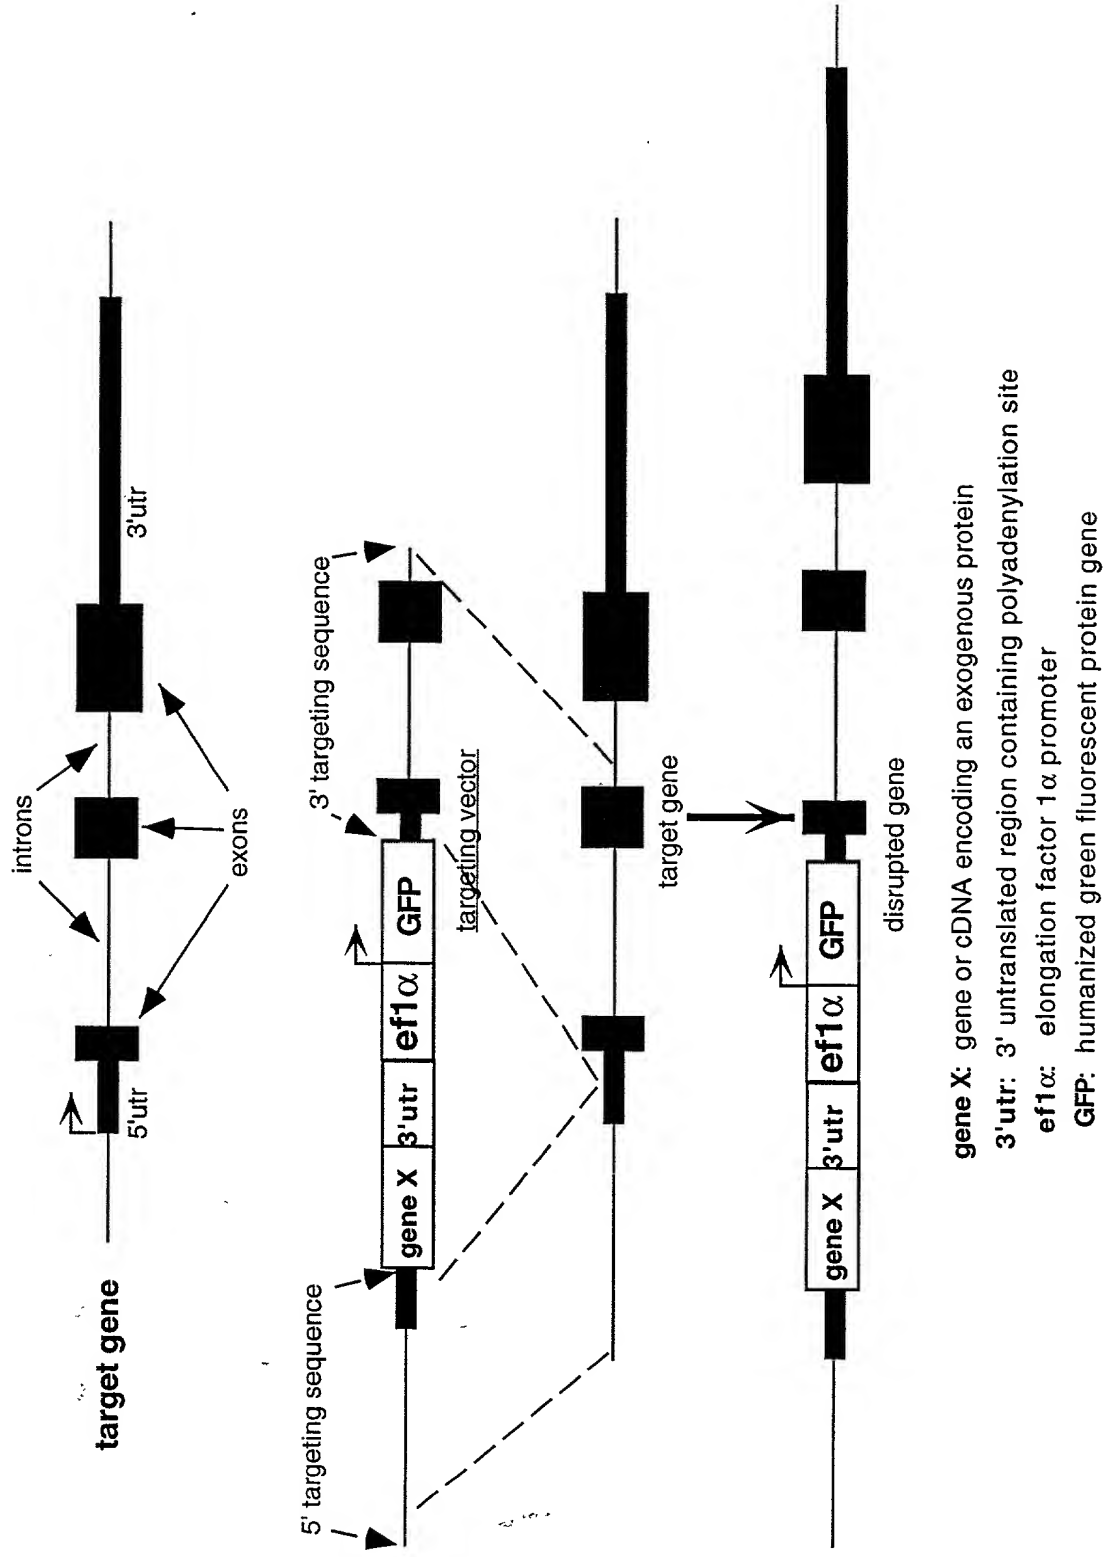 target gene
introns
exons
5'utr
3'utr
5' targeting sequence
3' targeting sequence
gene X
3'utr
ef1α
GFP
targeting vector
target gene
gene X
3'utr
ef1α
GFP
disrupted gene
gene X: gene or cDNA encoding an exogenous protein
3'utr: 3' untranslated region containing polyadenylation site
ef1α: elongation factor 1α promoter
GFP: humanized green fluorescent protein gene